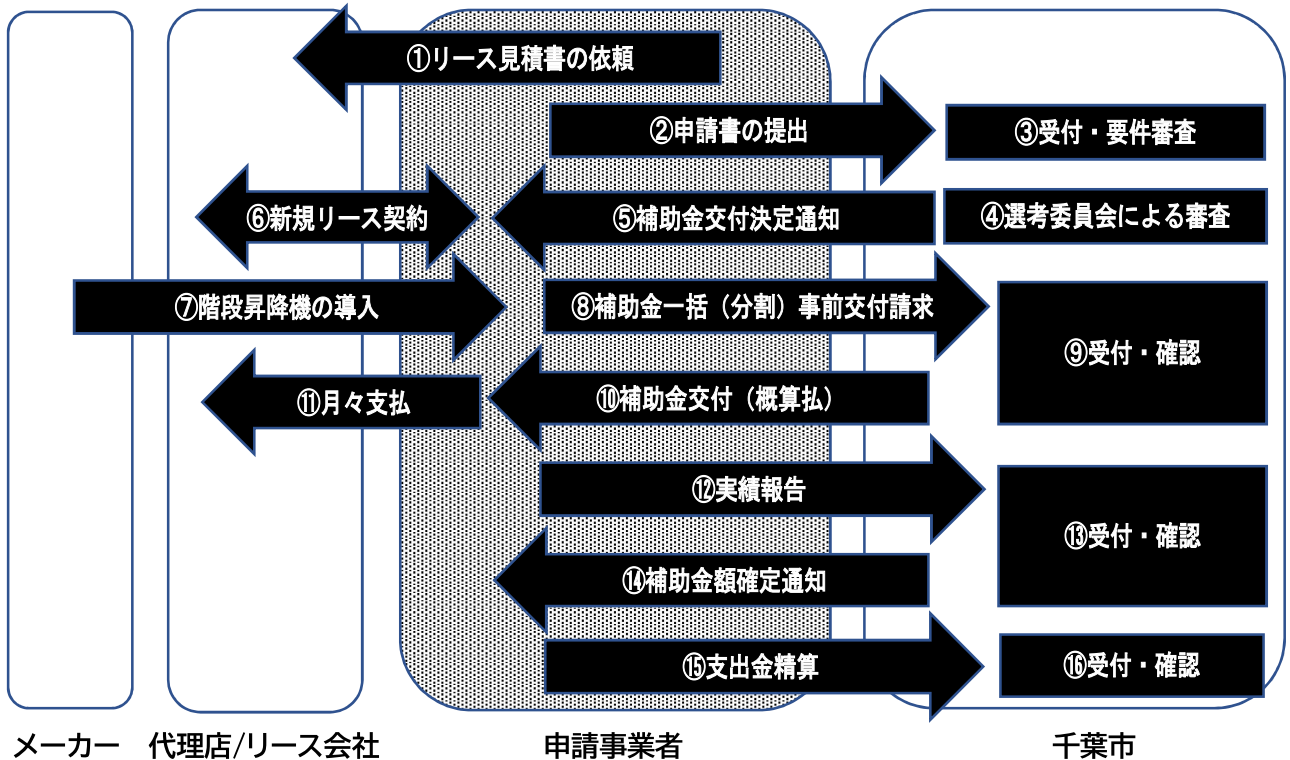 ①リース見積書の依頼
②申請書の提出
③受付・要件審査
④選考委員会による審査
⑤補助金交付決定通知
⑥新規リース契約
⑦階段昇降機の導入
⑧補助金一括（分割）事前交付請求
⑨受付・確認
⑩補助金交付（概算払）
⑪月々支払
⑫実績報告
⑬受付・確認
⑭補助金額確定通知
⑮支出金精算
⑯受付・確認
メーカー
代理店/リース会社
申請事業者
千葉市